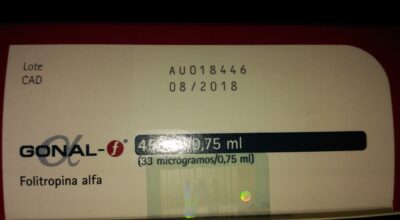 Lote AU018446
CAD 08/2018
GONAL-f®
0,75 ml
(33 microgramos/0,75 ml)
Folitropina alfa